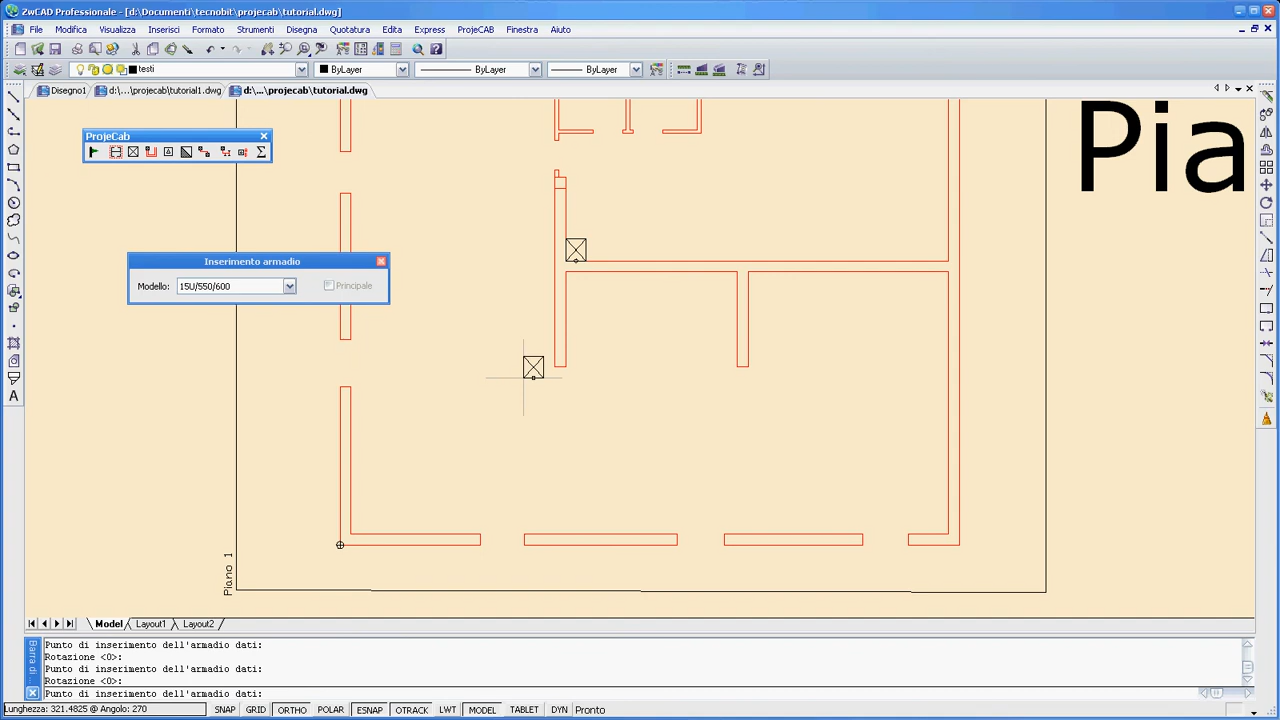 ZwCAD Professionale - [d:\Documenti\tecnobit\projecab\tutorial.dwg]
File Modifica Visualizza Inserisci Formato Strumenti Disegna Quotatura Edita Express ProjeCAB Finestra Aiuto
testi ByLayer ByLayer ByLayer
Disegno1 d:\...\projecab\tutorial1.dwg d:\...\projecab\tutorial.dwg
Pia
ProjeCab
Inserimento armadio
Modello: 15U/550/600 Principale
Piano 1
Model Layout1 Layout2
Barra di ...
Punto di inserimento dell'armadio dati:
Rotazione <0>:
Punto di inserimento dell'armadio dati:
Rotazione <0>:
Punto di inserimento dell'armadio dati:
Lunghezza: 321.4825 @ Angolo: 270 SNAP GRID ORTHO POLAR ESNAP OTRACK LWT MODEL TABLET DYN Pronto